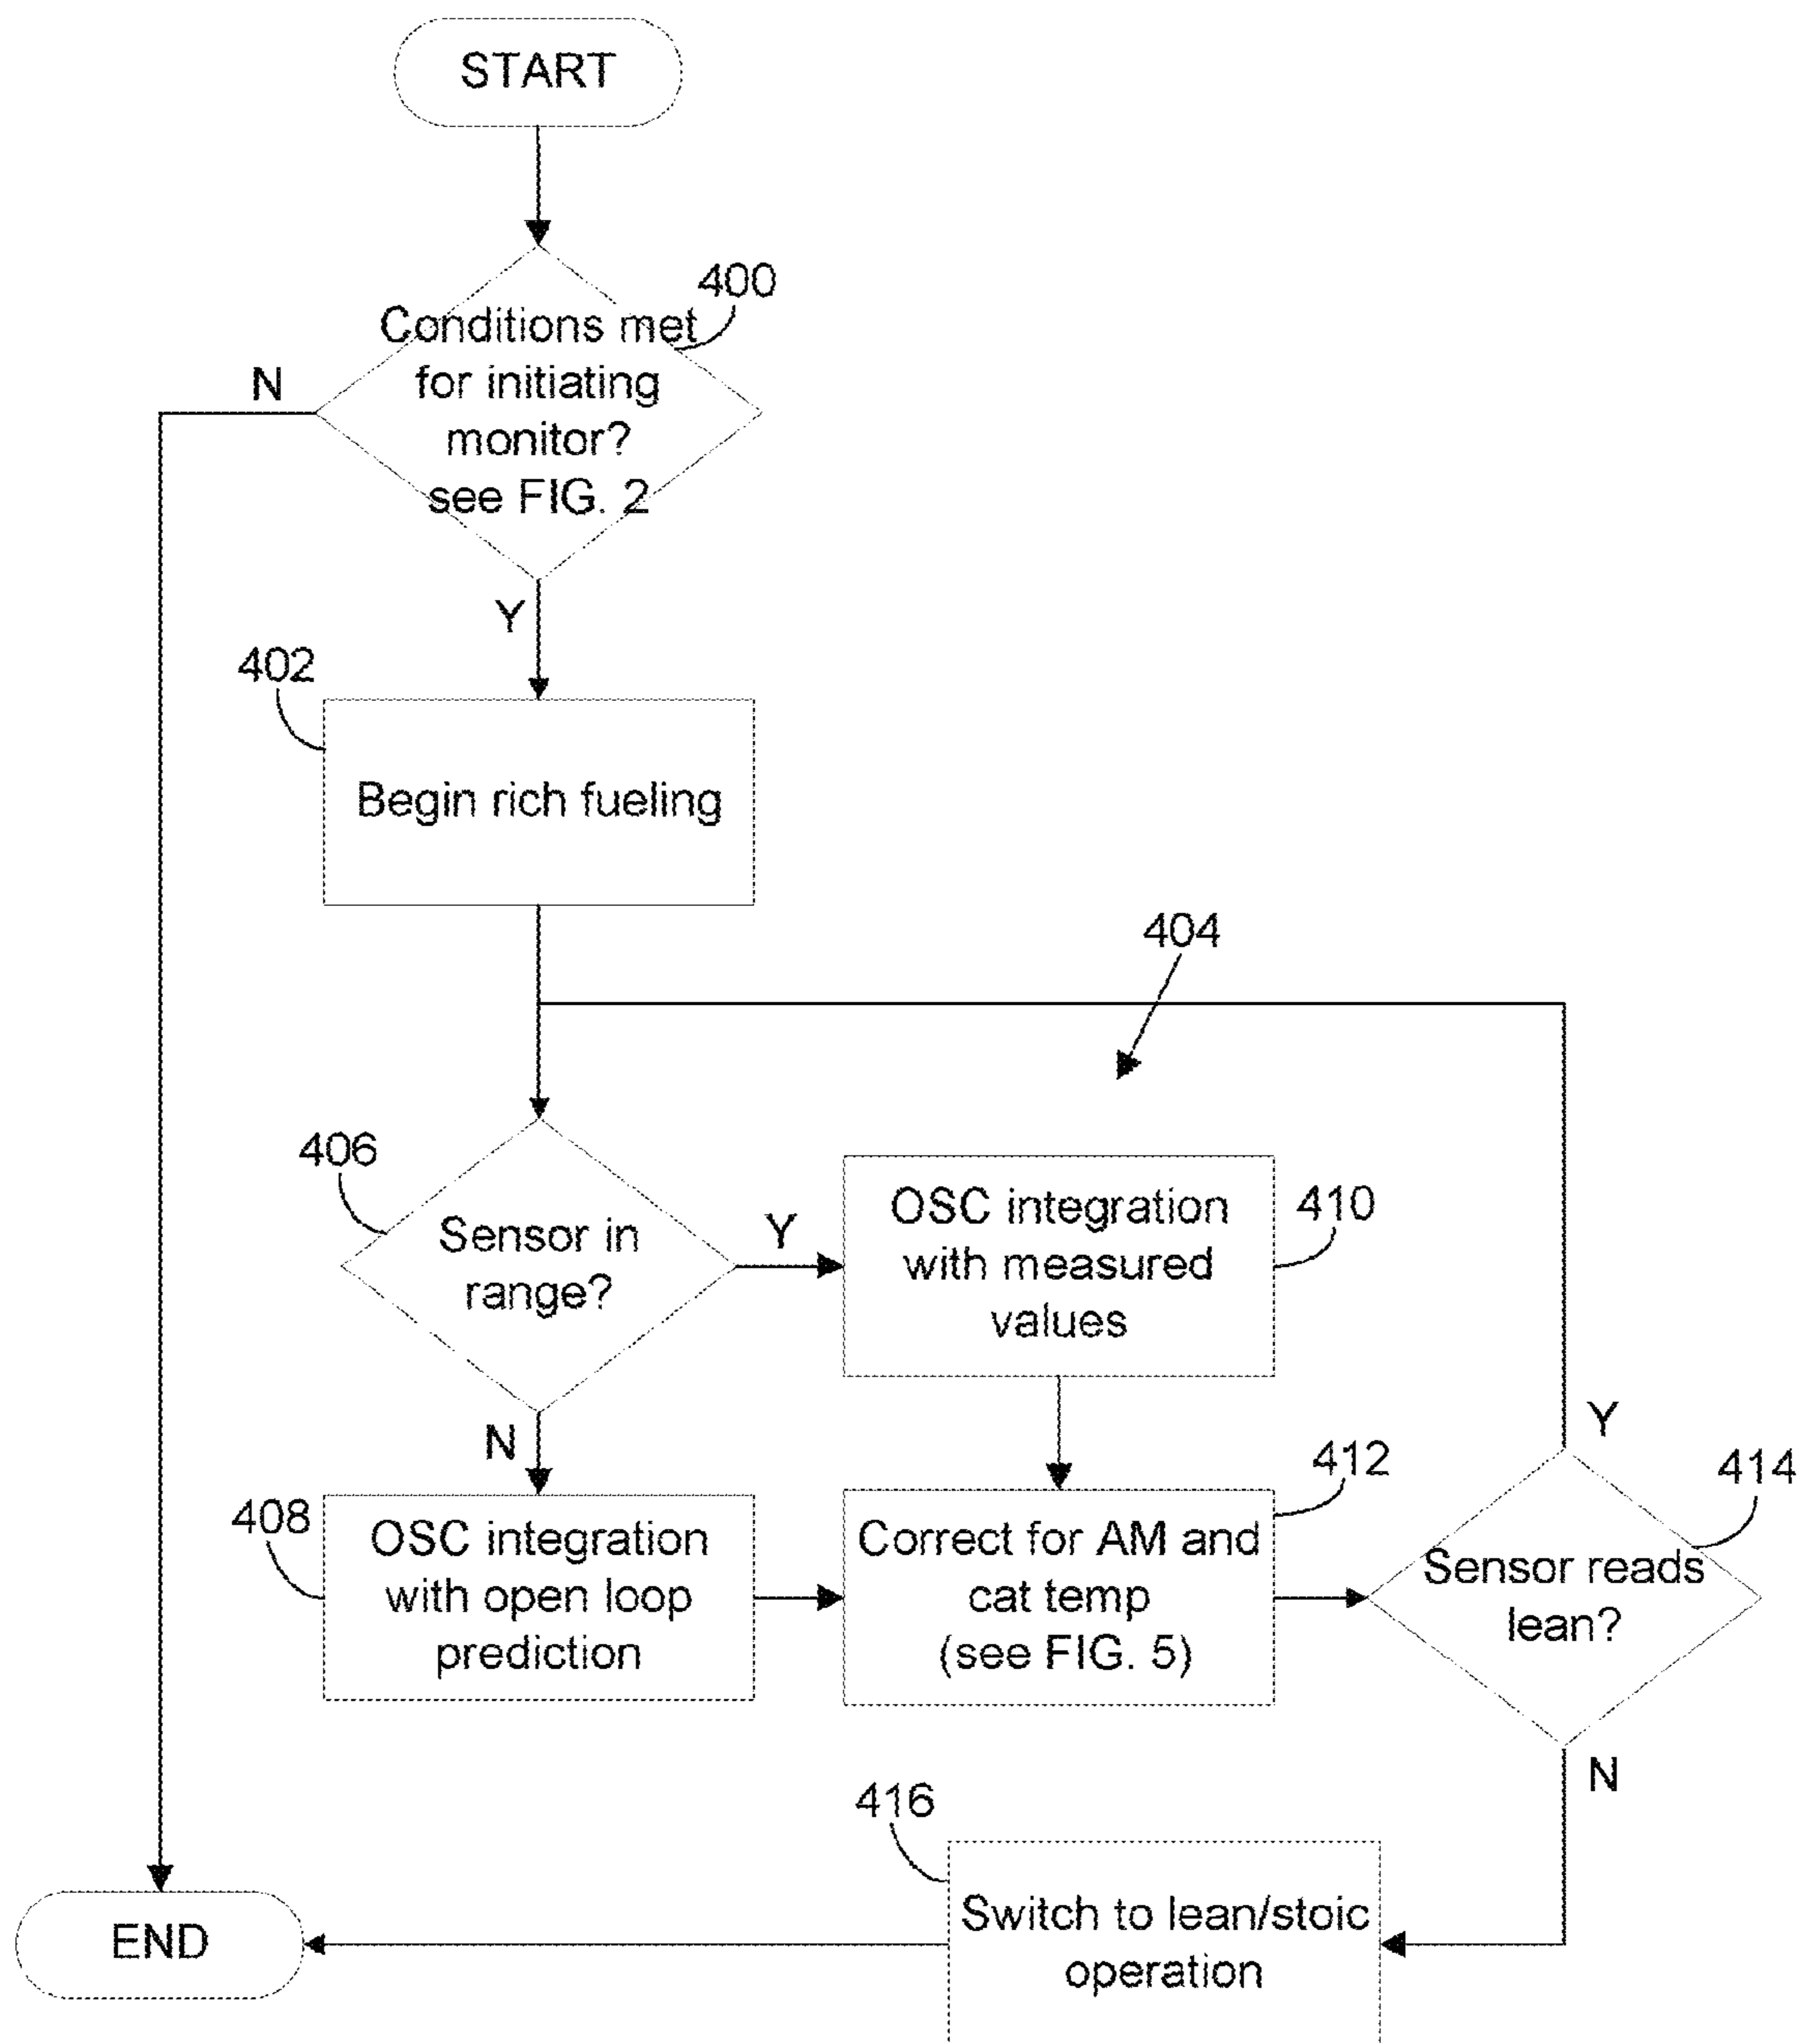 START
400
Conditions met
for initiating
monitor?
see FIG. 2
N
Y
402
Begin rich fueling
404
406
Sensor in
range?
Y
OSC integration
with measured
values
410
N
408
OSC integration
with open loop
prediction
412
Correct for AM and
cat temp
(see FIG. 5)
Y
414
Sensor reads
lean?
N
416
Switch to lean/stoic
operation
END